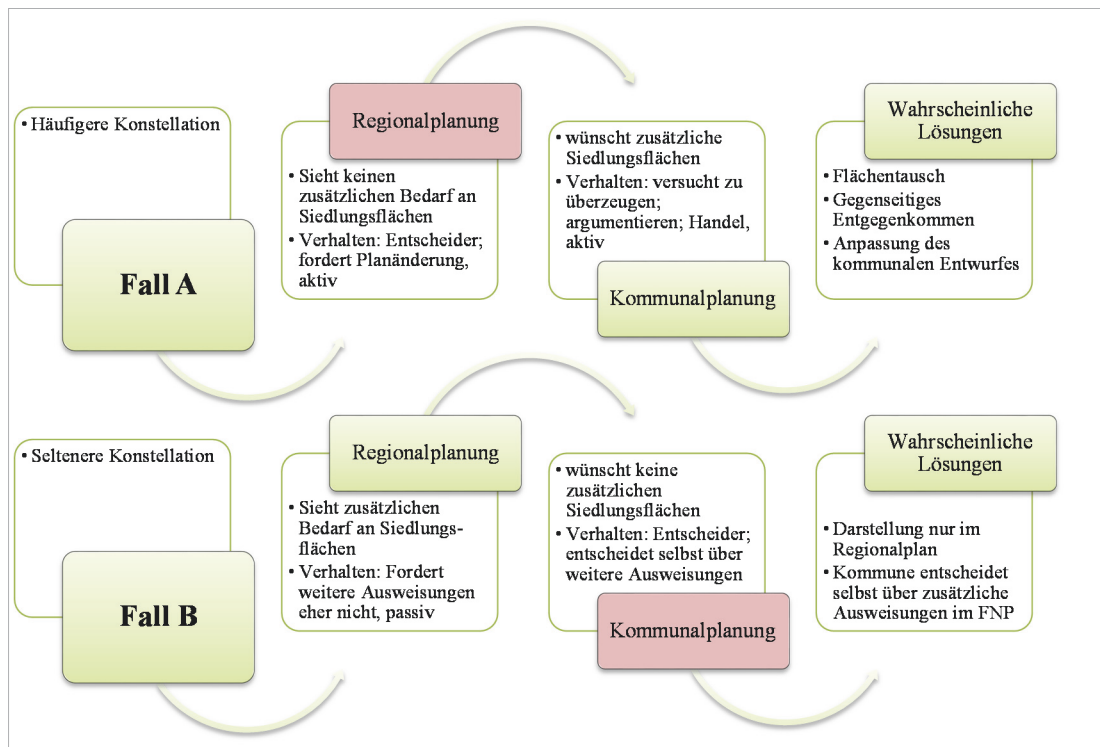 • Häufigere Konstellation
Fall A
Regionalplanung
• Sieht keinen
zusätzlichen Bedarf an
Siedlungsflächen
• Verhalten: Entscheider;
fordert Planänderung,
aktiv
• wünscht zusätzliche
Siedlungsflächen
• Verhalten: versucht zu
überzeugen;
argumentieren; Handel,
aktiv
Kommunalplanung
Wahrscheinliche
Lösungen
• Flächentausch
• Gegenseitiges
Entgegenkommen
• Anpassung des
kommunalen Entwurfes
• Seltenere Konstellation
Fall B
Regionalplanung
• Sieht zusätzlichen
Bedarf an Siedlungs-
flächen
• Verhalten: Fordert
weitere Ausweisungen
eher nicht, passiv
• wünscht keine
zusätzlichen
Siedlungsflächen
• Verhalten: Entscheider;
entscheidet selbst über
weitere Ausweisungen
Kommunalplanung
Wahrscheinliche
Lösungen
• Darstellung nur im
Regionalplan
• Kommune entscheidet
selbst über zusätzliche
Ausweisungen im FNP